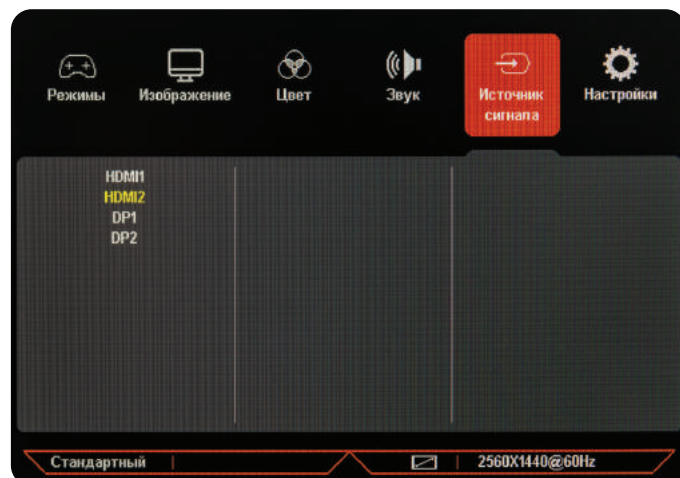 Режимы
Изображение
Цвет
Звук
Источник
сигнала
Настройки
HDMI1
HDMI2
DP1
DP2
Стандартный
2560X1440@60Hz